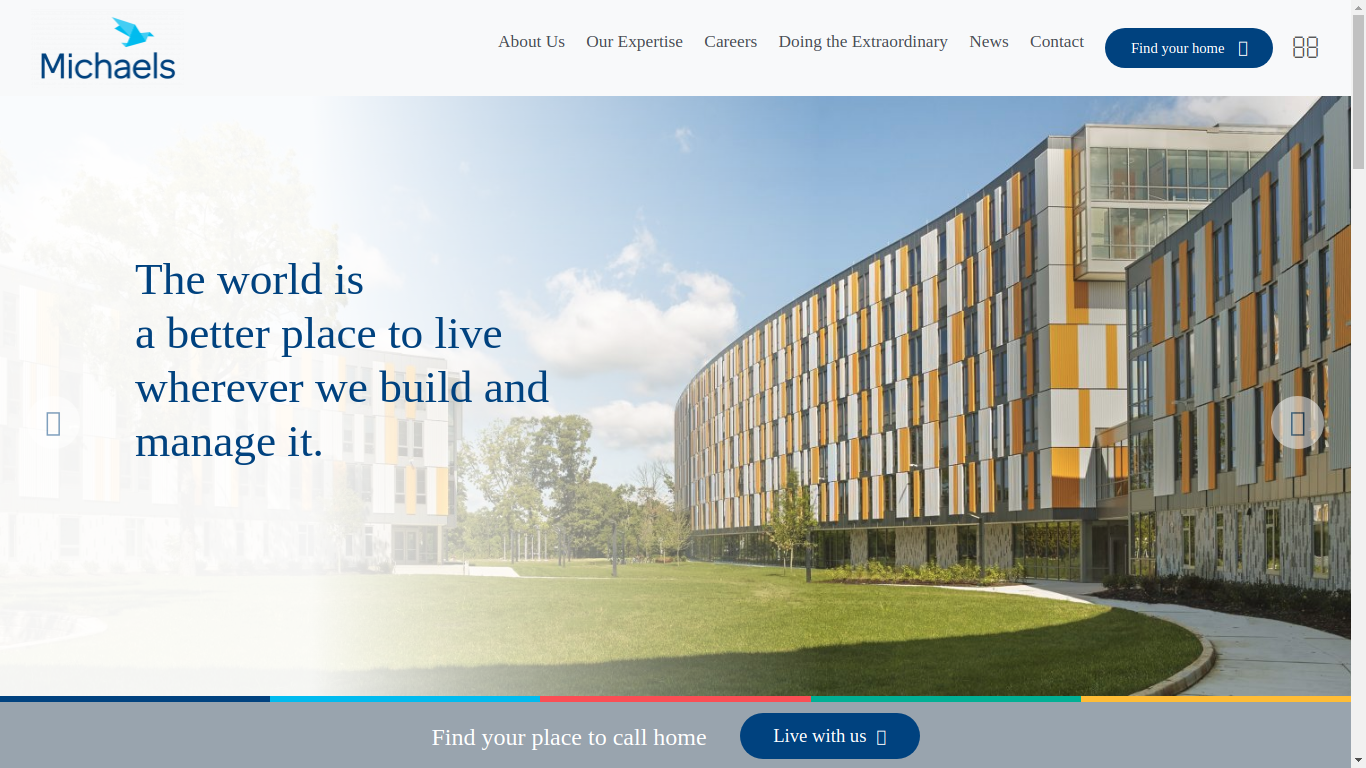 Michaels
About Us
Our Expertise
Careers
Doing the Extraordinary
News
Contact
Find your home
The world is
a better place to live
wherever we build and
manage it.
Find your place to call home
Live with us